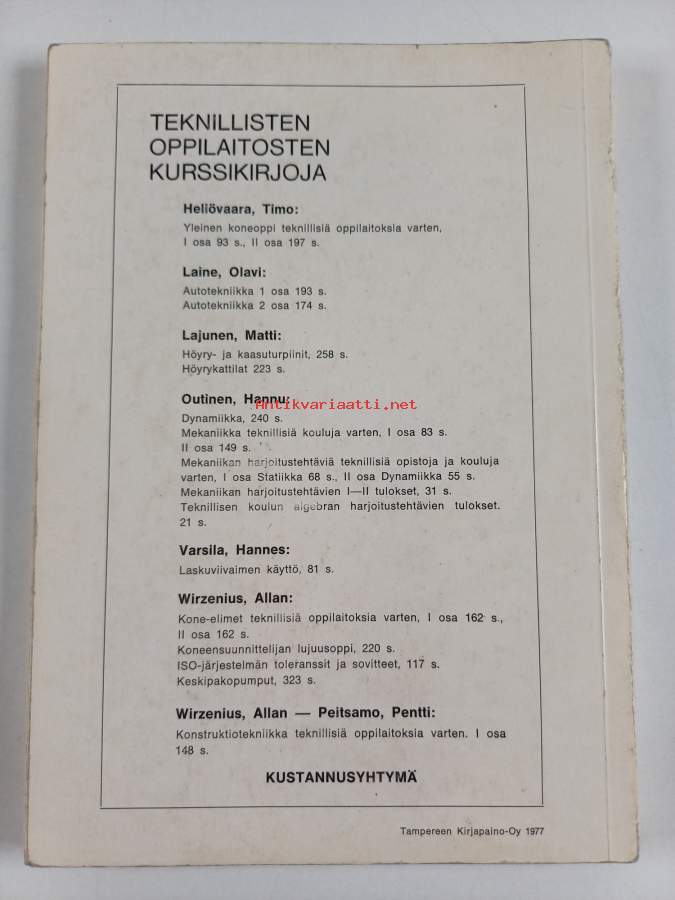 TEKNILLISTEN
OPPILAITOSTEN
KURSSIKIRJOJA
Heliövaara, Timo:
Yleinen koneoppi teknillisiä oppilaitoksia varten,
I osa 93 s., II osa 197 s.
Laine, Olavi:
Autotekniikka 1 osa 193 s.
Autotekniikka 2 osa 174 s.
Lajunen, Matti:
Höyry- ja kaasuturpiinit, 258 s.
Höyrykattilat 223 s.
Outinen, Hannu:
Antikvariaatti.net
Dynamiikka, 240 s.
Mekaniikka teknillisiä kouluja varten, I osa 83 s.
II osa 149 s.
Mekaniikan harjoitustehtäviä teknillisiä opistoja ja kouluja
varten, I osa Statiikka 68 s., II osa Dynamiikka 55 s.
Mekaniikan harjoitustehtävien I—II tulokset, 31 s.
Teknillisen koulun algebran harjoitustehtävien tulokset.
21 s.
Varsila, Hannes:
Laskuviivaimen käyttö, 81 s.
Wirzenius, Allan:
Kone-elimet teknillisiä oppilaitoksia varten, I osa 162 s.,
II osa 162 s.
Koneensuunnittelijan lujuusoppi, 220 s.
ISO-järjestelmän toleranssit ja sovitteet, 117 s.
Keskipakopumput, 323 s.
Wirzenius, Allan — Peitsamo, Pentti:
Konstruktiotekniikka teknillisiä oppilaitoksia varten. I osa
148 s.
KUSTANNUSYHTYMÄ
Tampereen Kirjapaino-Oy 1977